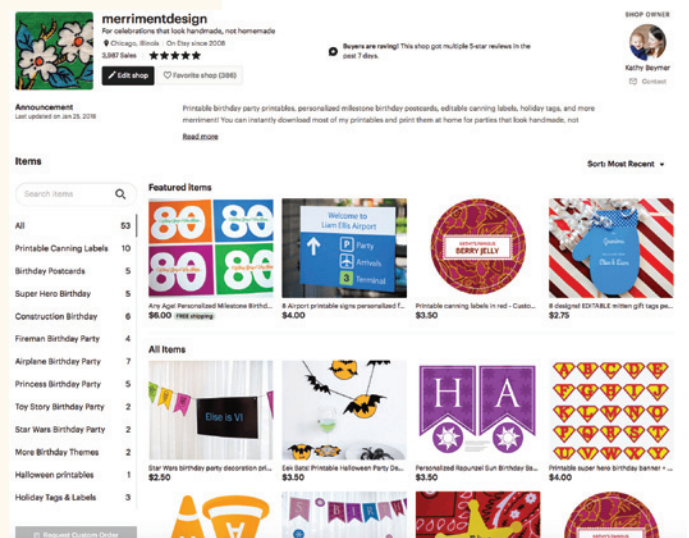 merrimentdesign
For celebrations that look handmade, not homemade
Chicago, Illinois | On Etsy since 2008
3,987 Sales
Edit shop
Favorite shop (386)
Buyers are raving! This shop got multiple 5-star reviews in the
past 7 days.
SHOP OWNER
Kathy Beymer
Contact
Announcement
Last updated on Jan 25, 2019
Printable birthday party printables, personalized milestone birthday postcards, editable canning labels, holiday tags, and more
merriment! You can instantly download most of my printables and print them at home for parties that look handmade, not
Read more
Items
Sort: Most Recent
Search items
All 53
Printable Canning Labels 10
Birthday Postcards 5
Super Hero Birthday 5
Construction Birthday 6
Fireman Birthday Party 4
Airplane Birthday Party 7
Princess Birthday Party 5
Toy Story Birthday Party 2
Star Wars Birthday Party 2
More Birthday Themes 2
Halloween printables 1
Holiday Tags & Labels 3
Request Custom Order
Featured items
80 80
80 80
Welcome to
Liam Ellis Airport
P Party
Arrivals
3 Terminal
BERRY JELLY
Grandma
Any Age! Personalized Milestone Birthd...
$6.00 FREE shipping
8 Airport printable signs personalized f...
$4.00
Printable canning labels in red - Custo...
$3.50
8 designs! EDITABLE mitten gift tags pe...
$2.75
All Items
Else is VI
H A
A B C D E
F G H I J
K L M N O
P R S T
U V W X Y
Star Wars birthday party decoration pri...
$2.50
Eek Bats! Printable Halloween Party De...
$3.50
Personalized Rapunzel Sun Birthday Ba...
$3.50
Printable super hero birthday banner + ...
$4.00
A
S B I R T